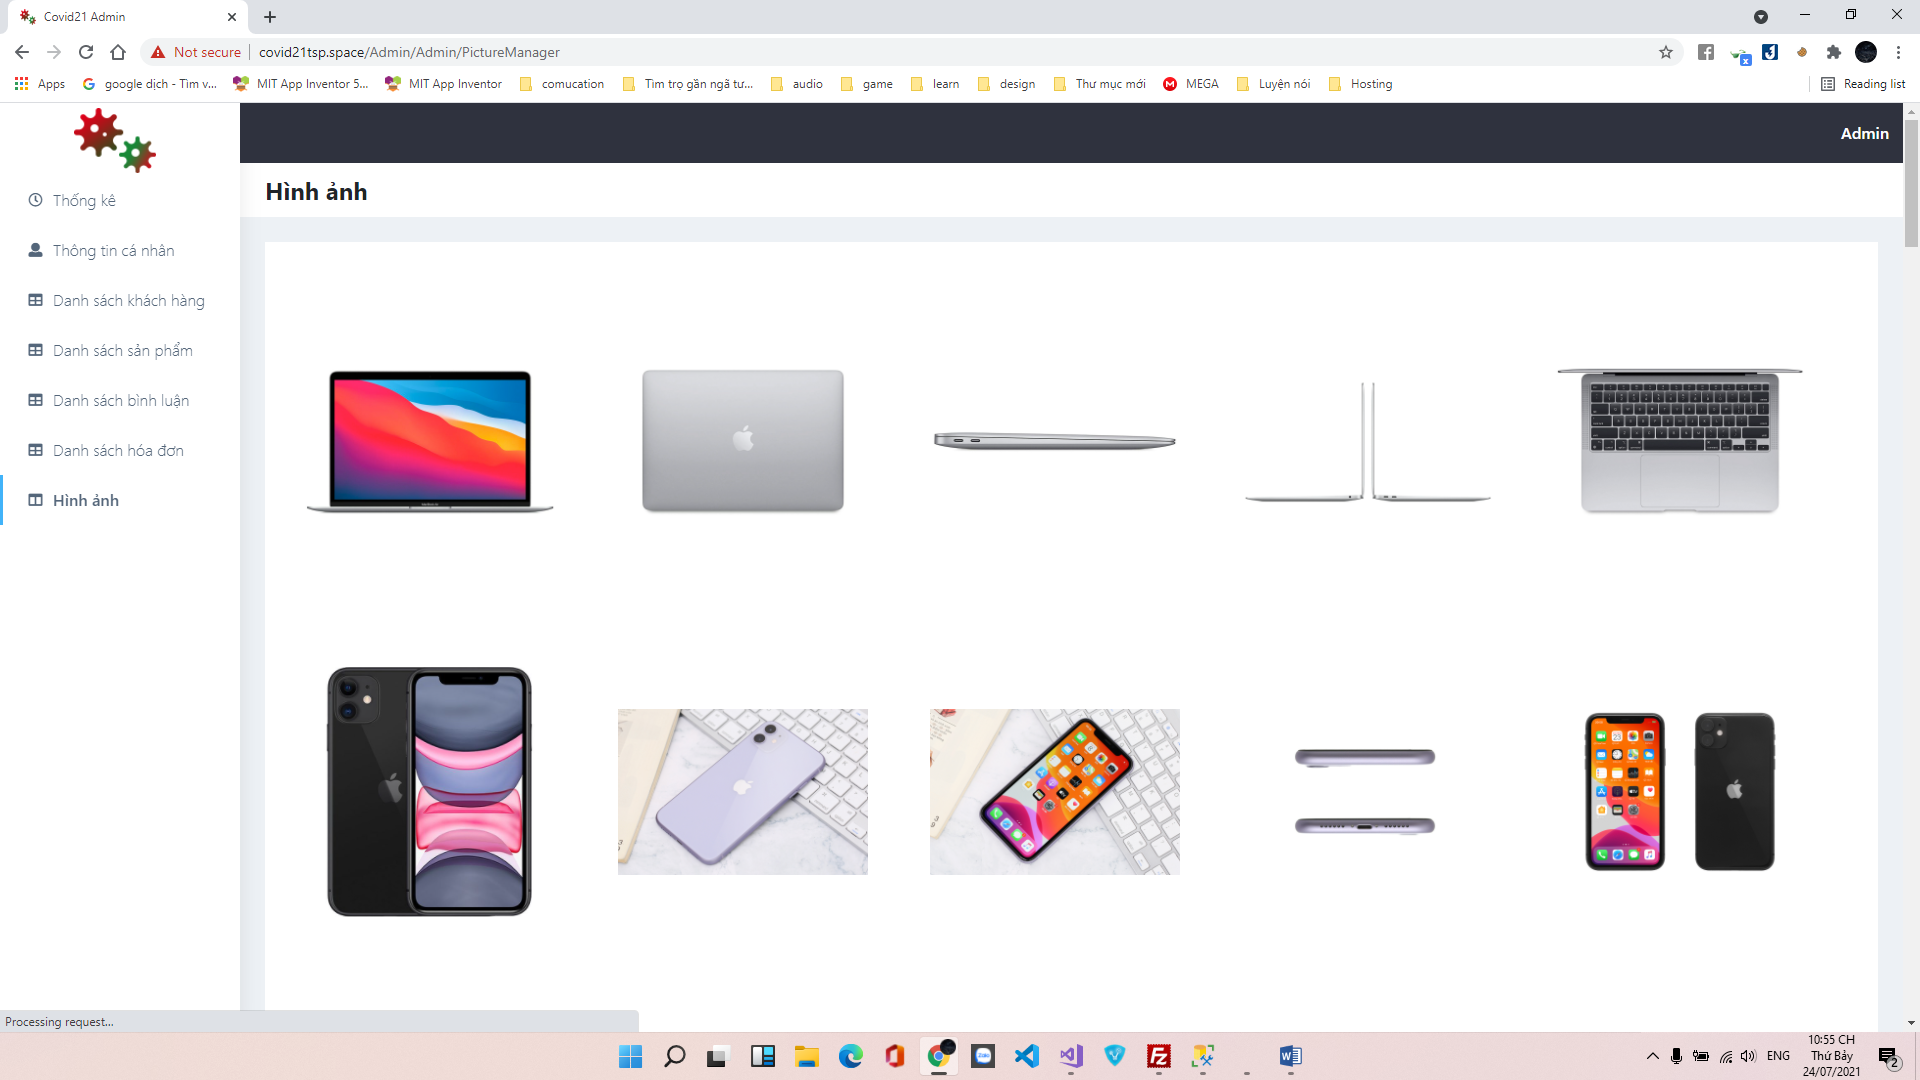 Covid21 Admin
Not secure
covid21tsp.space/Admin/Admin/PictureManager
Apps
google dịch - Tìm v...
MIT App Inventor 5...
MIT App Inventor
comucation
Tìm trọ gần ngã tư...
audio
game
learn
design
Thư mục mới
MEGA
Luyện nói
Hosting
Reading list
Admin
Hình ảnh
Thống kê
Thông tin cá nhân
Danh sách khách hàng
Danh sách sản phẩm
Danh sách bình luận
Danh sách hóa đơn
Hình ảnh
Processing request...
ENG
10:55 CH
Thứ Bảy
24/07/2021
2